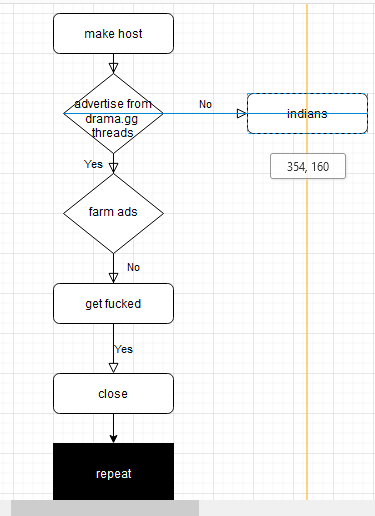 make host
advertise from
drama.gg
threads
No
indians
354, 160
Yes
farm ads
No
get fucked
Yes
close
repeat